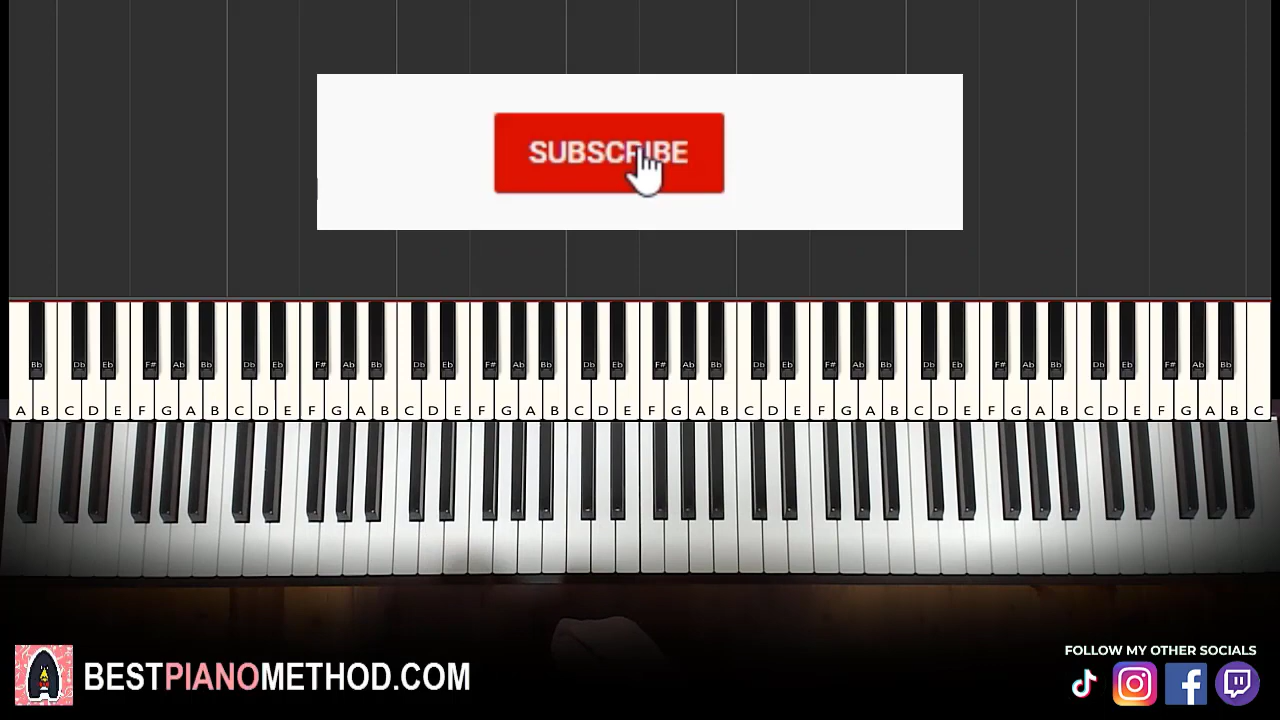 SUBSCRIBE
Bb Db Eb F# Ab Bb Db Eb F# Ab Bb Db Eb F# Ab Bb Db Eb F# Ab Bb Db Eb F# Ab Bb Db Eb F# Ab Bb Db Eb F# Ab Bb
A B C D E F G A B C D E F G A B C D E F G A B C D E F G A B C D E F G A B C D E F G A B C D E F G A B C
FOLLOW MY OTHER SOCIALS
BESTPIANOMETHOD.COM